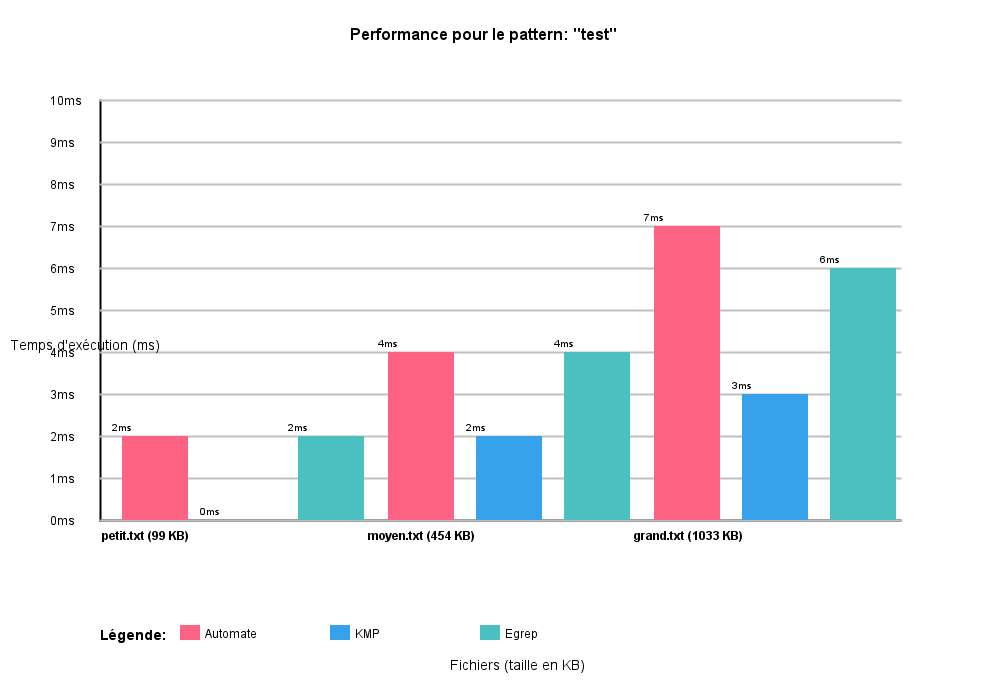 Performance pour le pattern: "test"
10ms
9ms
8ms
7ms
7ms
6ms
6ms
5ms
Temps d'exécution (ms)
4ms
4ms
4ms
3ms
3ms
2ms
2ms
2ms
2ms
1ms
0ms
0ms
petit.txt (99 KB)
moyen.txt (454 KB)
grand.txt (1033 KB)
Légende: Automate KMP Egrep
Fichiers (taille en KB)